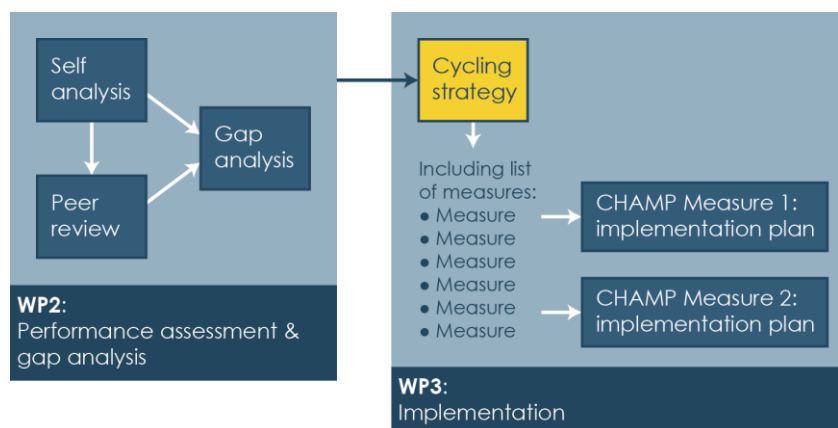 Self
analysis
Gap
analysis
Peer
review
WP2:
Performance assessment &
gap analysis
Cycling
strategy
Including list
of measures:
● Measure
● Measure
● Measure
● Measure
● Measure
● Measure
CHAMP Measure 1:
implementation plan
CHAMP Measure 2:
implementation plan
WP3:
Implementation